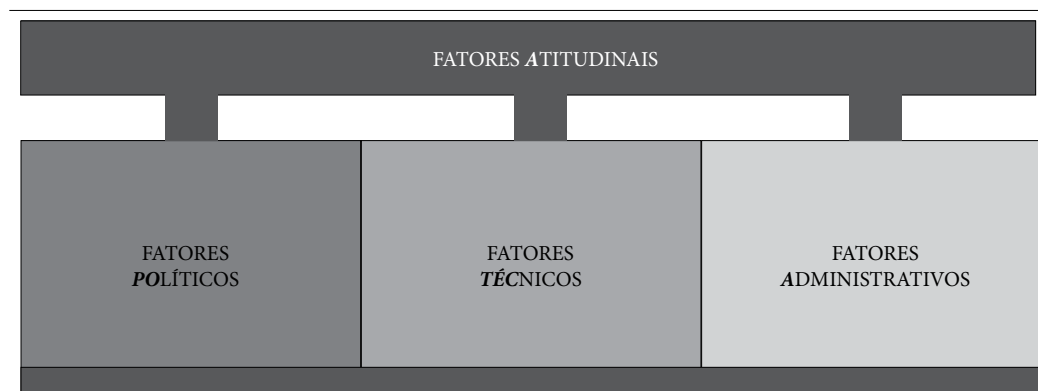 FATORES ATITUDINAIS
FATORES
POLÍTICOS
FATORES
TÉCNICOS
FATORES
ADMINISTRATIVOS